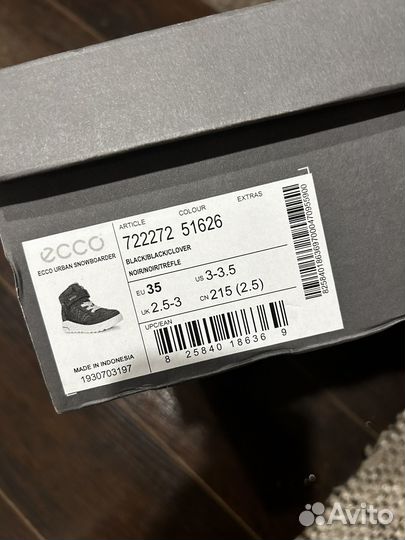 ecco
ECCO URBAN SNOWBOARDER
MADE IN INDONESIA
1930703197
ARTICLE COLOUR EXTRAS
722272 51626
BLACK/BLACK/CLOVER
NOIR/NOIR/TRÈFLE
EU 35 US 3-3.5
UK 2.5-3 CN 215 (2.5)
UPC/EAN
8 25840 18636 9
Avito